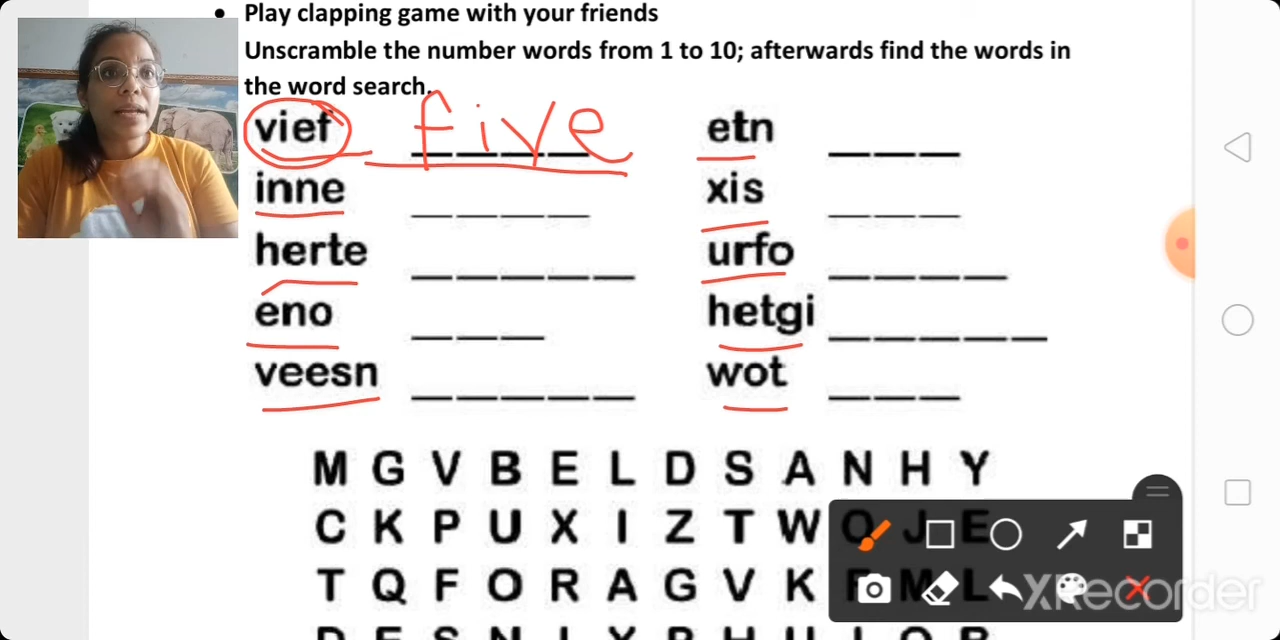 Play clapping game with your friends
Unscramble the number words from 1 to 10; afterwards find the words in
the word search.
vief five etn
inne xis
herte urfo
eno hetgi
veesn wot
M G V B E L D S A N H Y
C K P U X I Z T W O J E
T Q F O R A G V K F M L
XRecorder